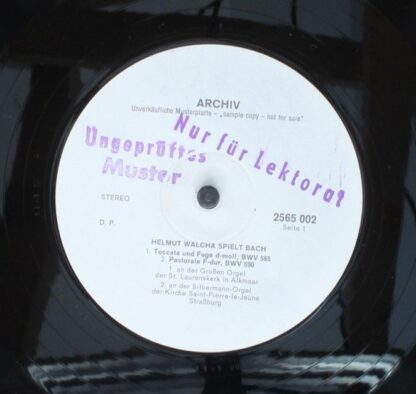 ARCHIV
Unverkäufliche Musterplatte - „sample copy - not for sale"
Nur für Lektorat
Ungeprüftes
Muster
STEREO
2565 002
D. P.
Seite 1
HELMUT WALCHA SPIELT BACH
1. Toccata und Fuge d-moll, BWV 565
2. Pastorale F-dur, BWV 590
1. an der Großen Orgel
der St. Laurenskerk in Alkmaar
2. an der Silbermann-Orgel
der Kirche Saint-Pierre-le-Jeune
Straßburg